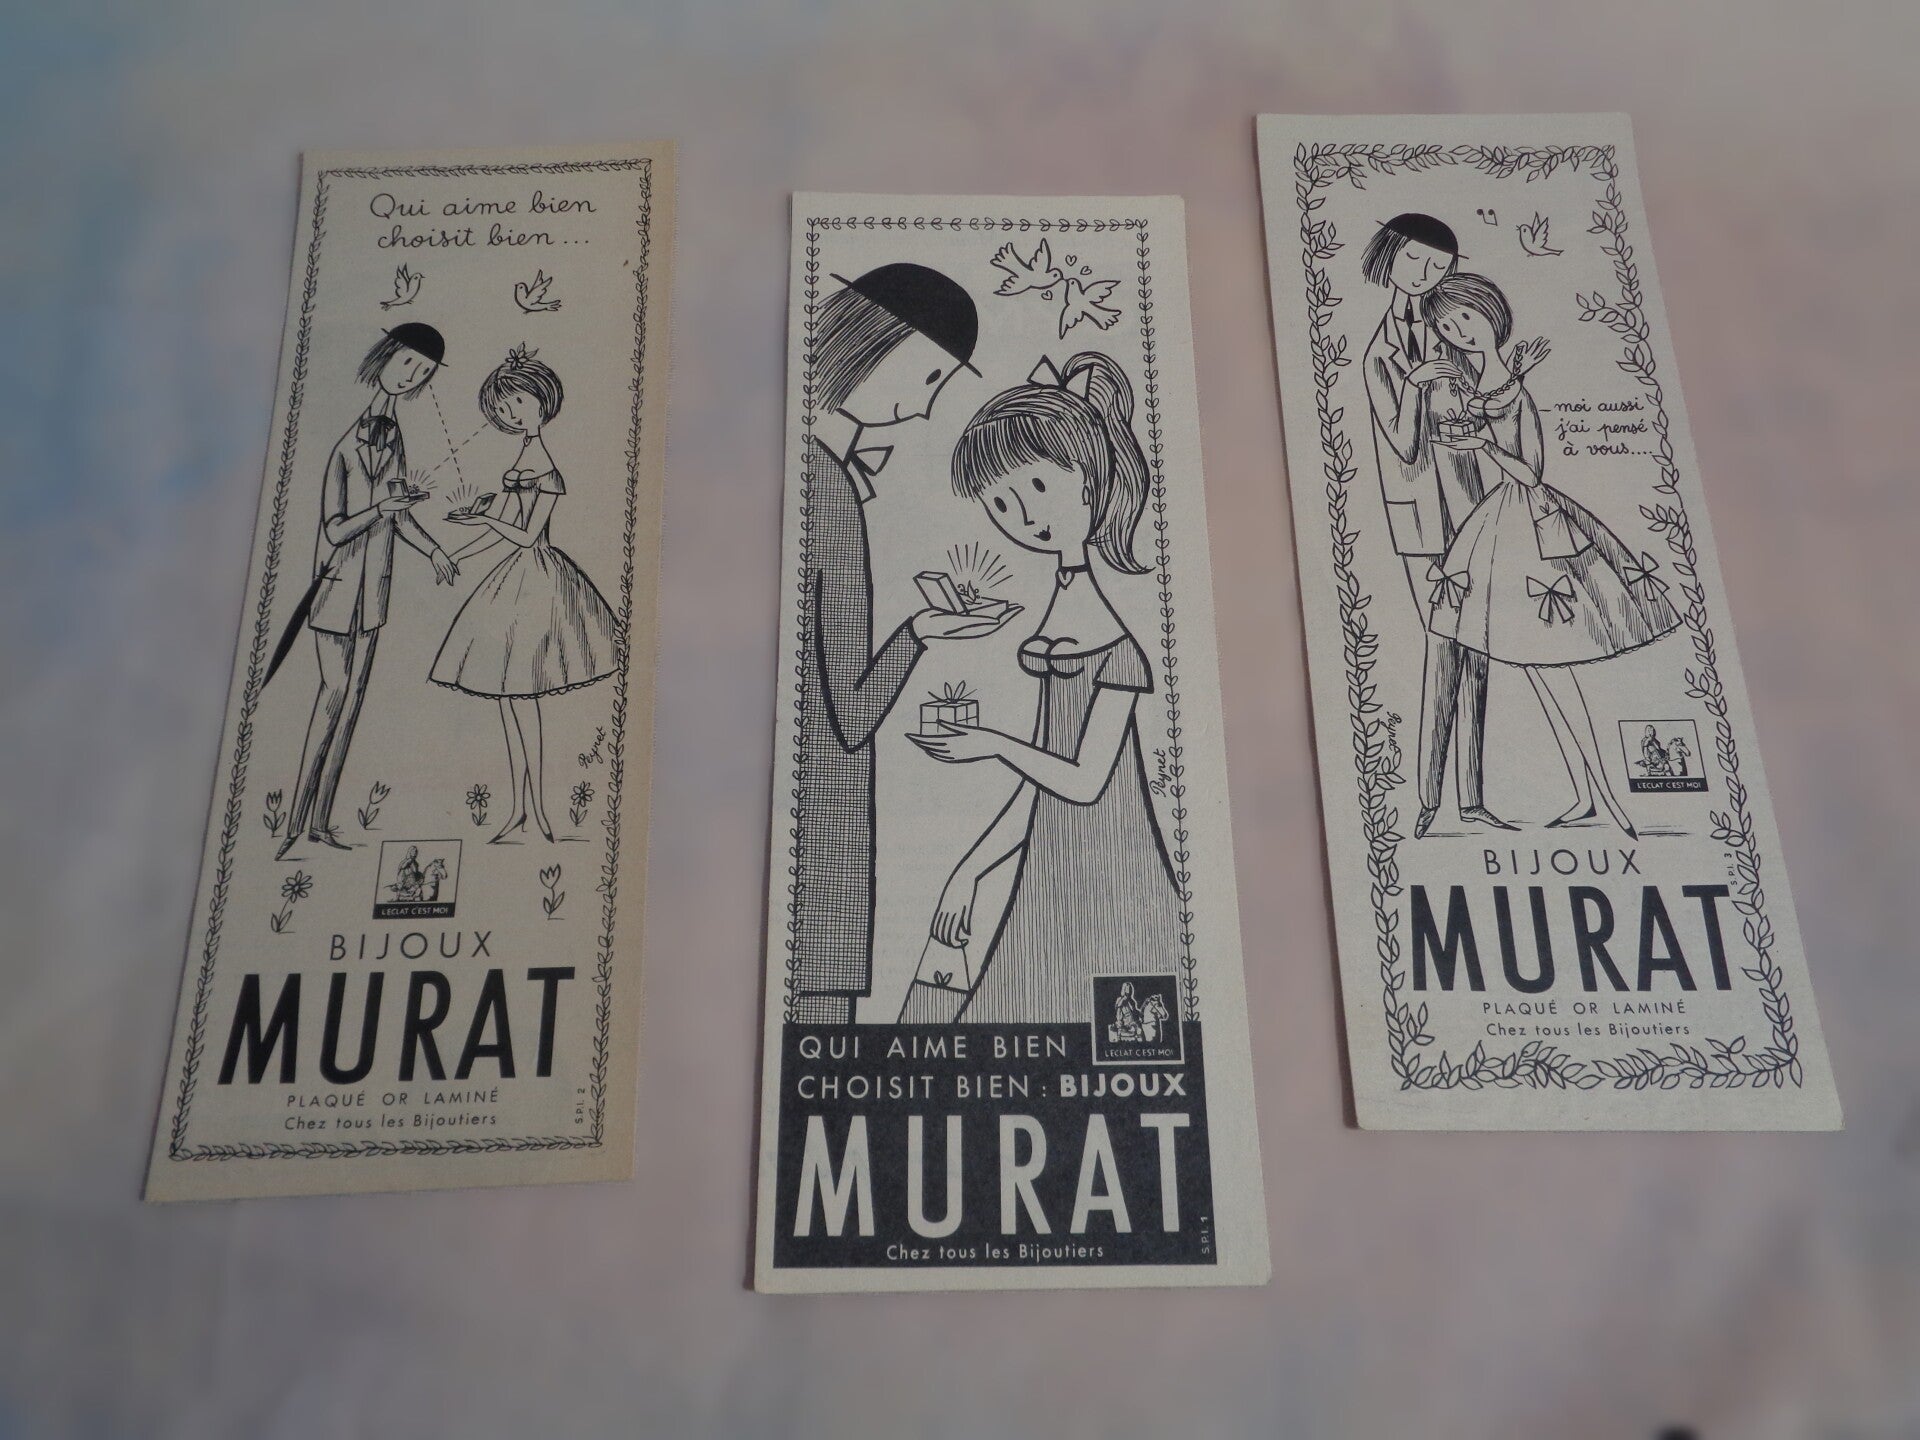 Qui aime bien
choisit bien...
Peynet
L'ECLAT C'EST MOI
BIJOUX
MURAT
PLAQUÉ OR LAMINÉ
Chez tous les Bijoutiers
S.P.I. 2
Peynet
L'ECLAT C'EST MOI
QUI AIME BIEN
CHOISIT BIEN : BIJOUX
MURAT
Chez tous les Bijoutiers
S.P.I. 1
_moi aussi
j'ai pensé
à vous....
Peynet
L'ECLAT C'EST MOI
BIJOUX
MURAT
PLAQUÉ OR LAMINÉ
Chez tous les Bijoutiers
S.P.I. 3